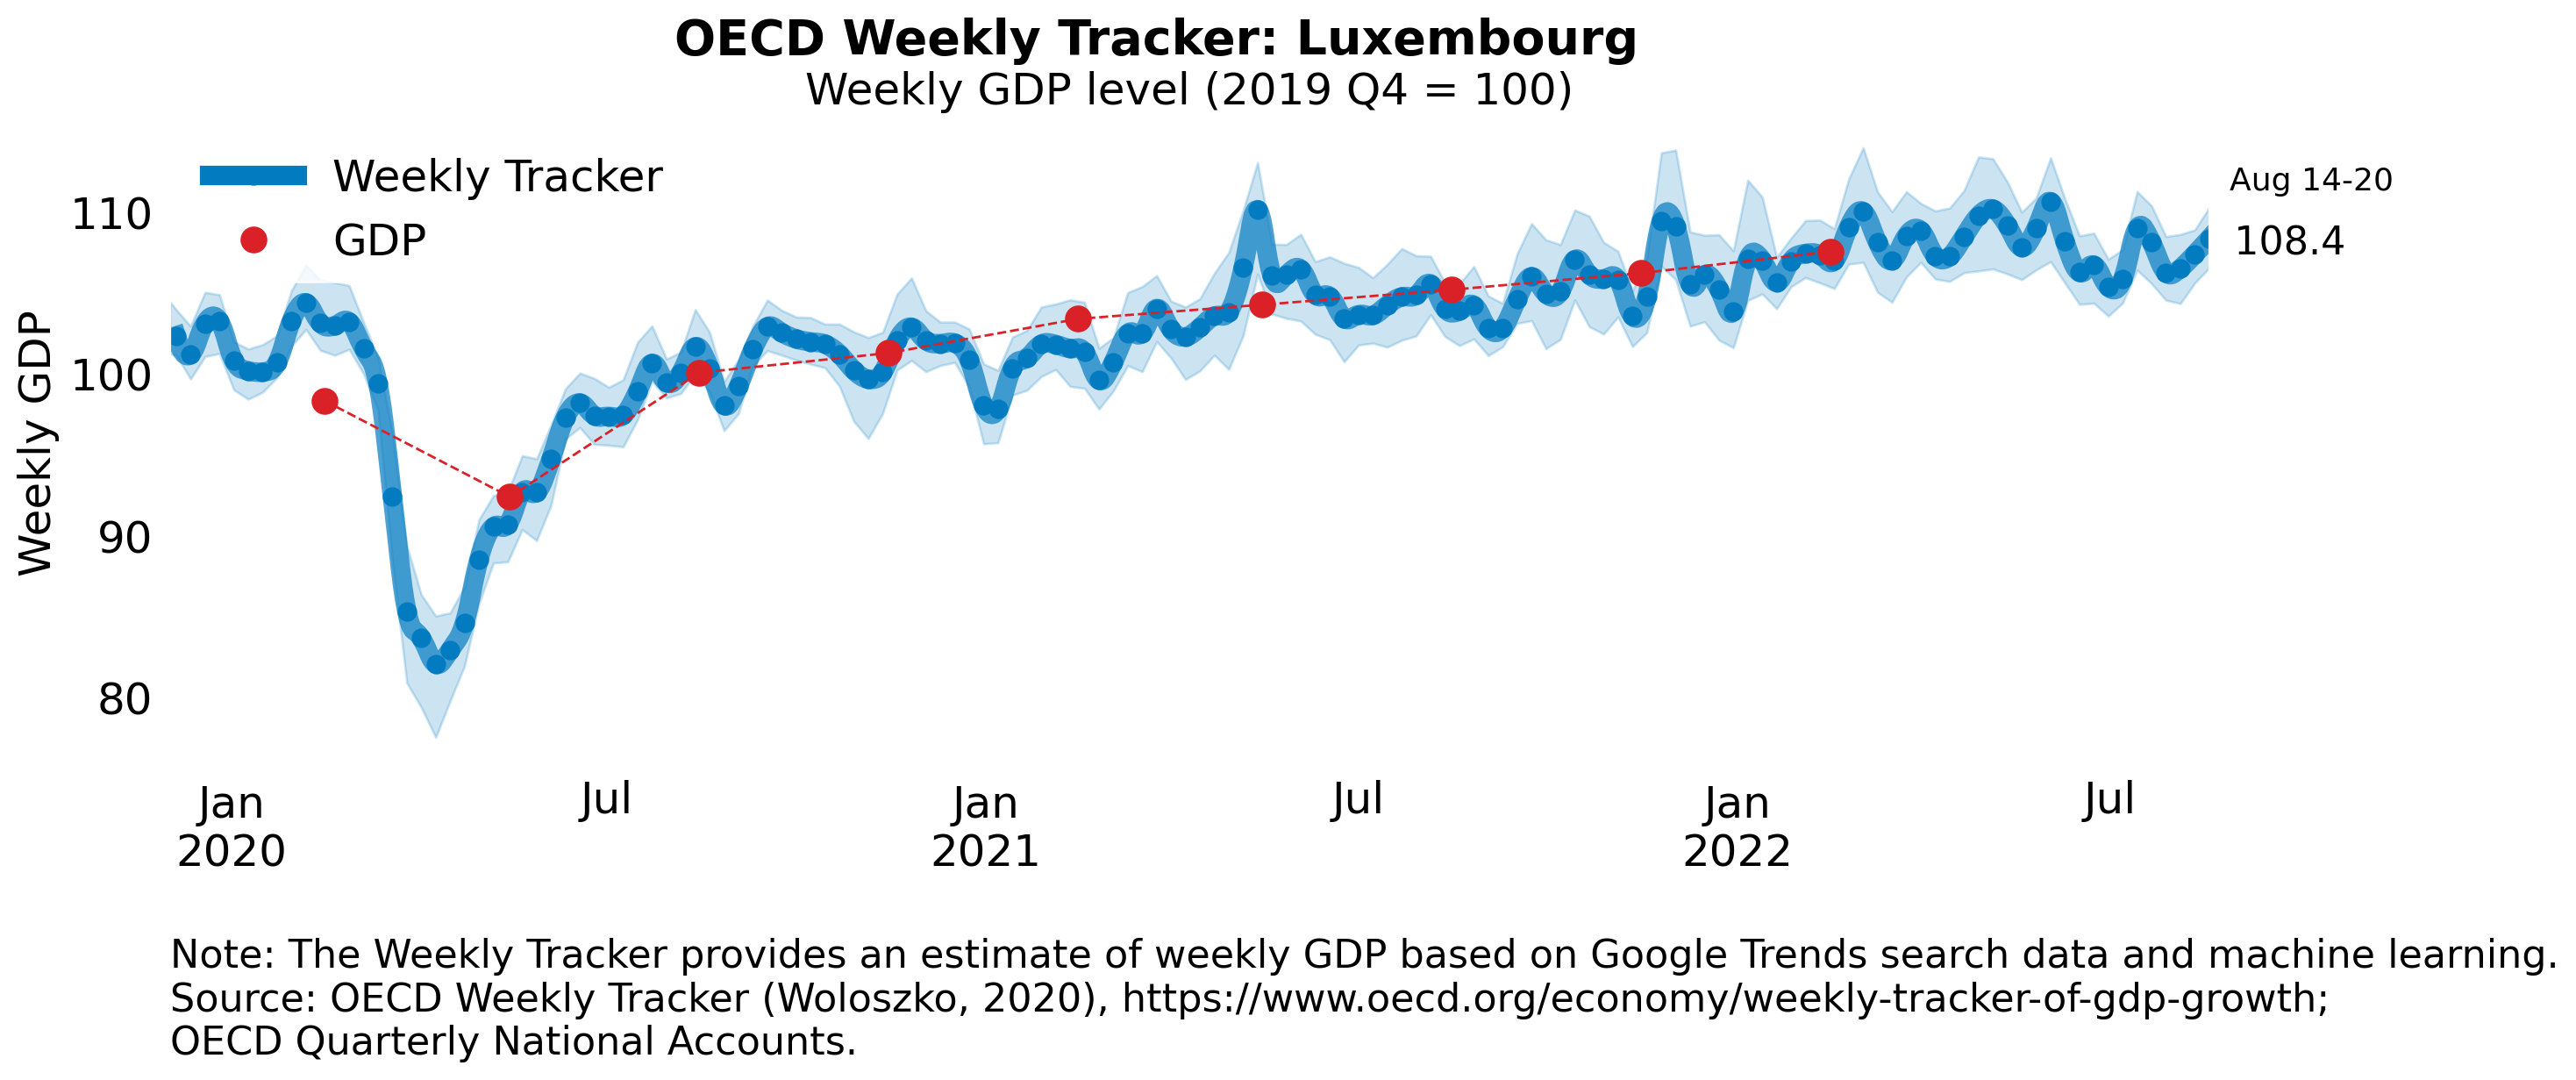 OECD Weekly Tracker: Luxembourg
Weekly GDP level (2019 Q4 = 100)
Weekly Tracker
GDP
Aug 14-20
108.4
Weekly GDP
110
100
90
80
Jan
2020
Jul
Jan
2021
Jul
Jan
2022
Jul
Note: The Weekly Tracker provides an estimate of weekly GDP based on Google Trends search data and machine learning.
Source: OECD Weekly Tracker (Woloszko, 2020), https://www.oecd.org/economy/weekly-tracker-of-gdp-growth;
OECD Quarterly National Accounts.